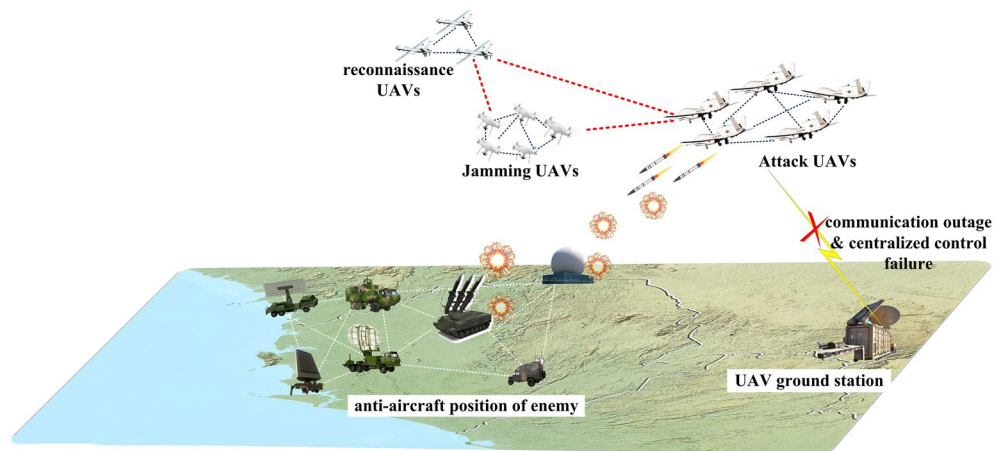 reconnaissance
UAVs
Jamming UAVs
Attack UAVs
communication outage
& centralized control
failure
UAV ground station
anti-aircraft position of enemy